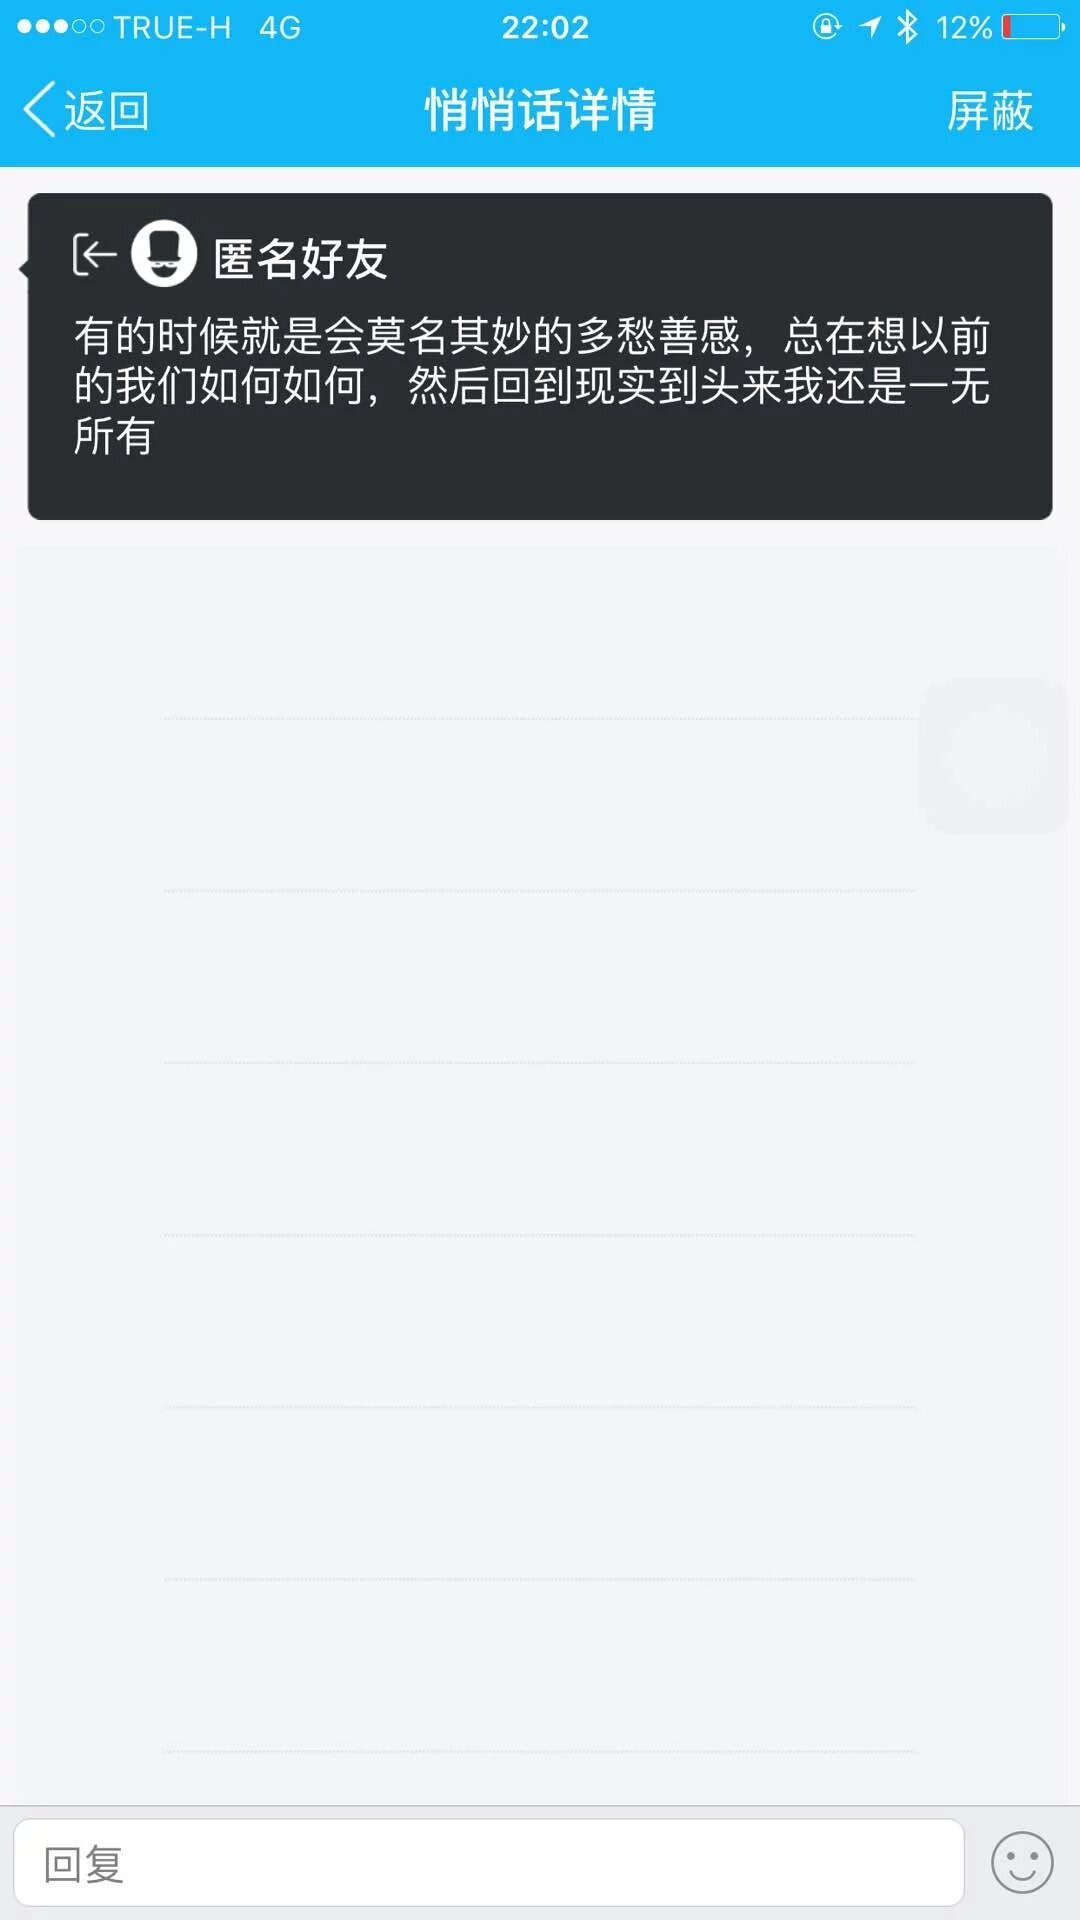 TRUE-H 4G 22:02 12%
返回 悄悄话详情 屏蔽
匿名好友
有的时候就是会莫名其妙的多愁善感，总在想以前
的我们如何如何，然后回到现实到头来我还是一无
所有
回复